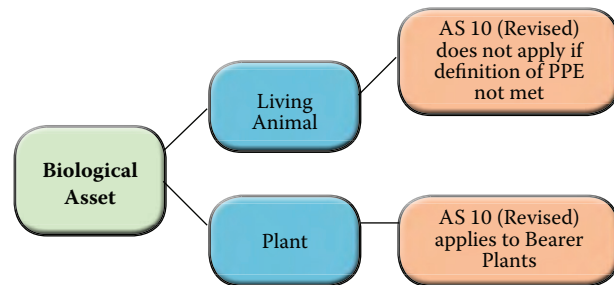 Biological
Asset
Living
Animal
AS 10 (Revised)
does not apply if
definition of PPE
not met
Plant
AS 10 (Revised)
applies to Bearer
Plants